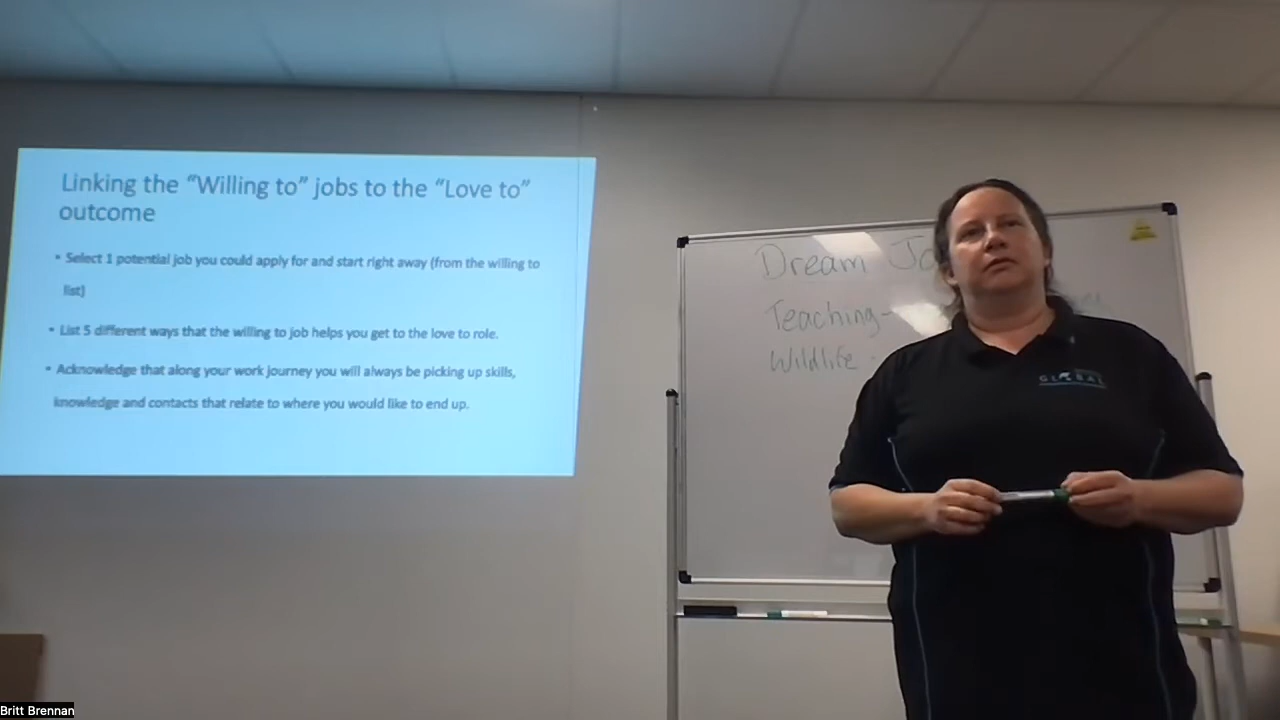 Linking the “Willing to” jobs to the “Love to”
outcome
• Select 1 potential job you could apply for and start right away (from the willing to
list)
• List 5 different ways that the willing to job helps you get to the love to role.
• Acknowledge that along your work journey you will always be picking up skills,
knowledge and contacts that relate to where you would like to end up.
Dream
Teaching-
Wildlife -
GLOBAL
Britt Brennan